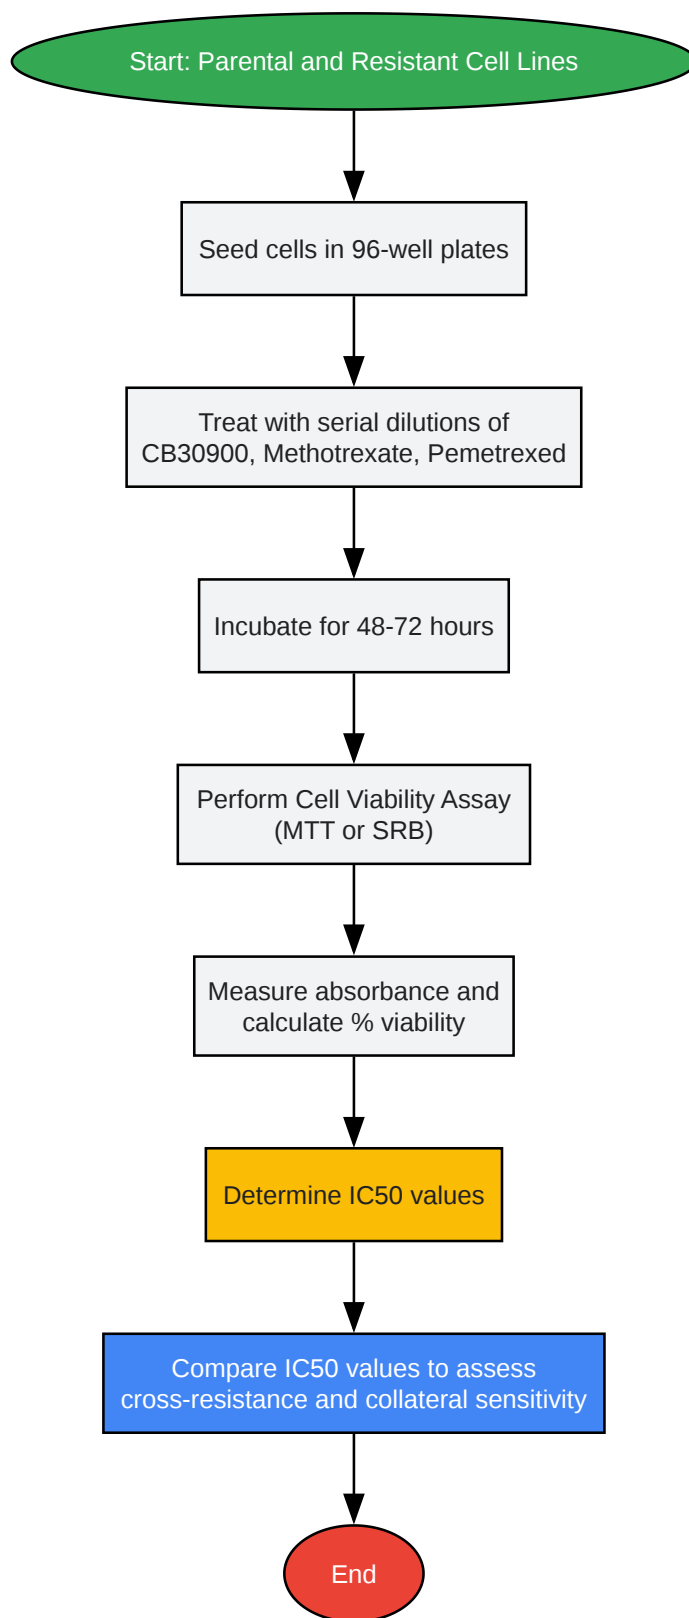 Start: Parental and Resistant Cell Lines
Seed cells in 96-well plates
Treat with serial dilutions of
CB30900, Methotrexate, Pemetrexed
Incubate for 48-72 hours
Perform Cell Viability Assay
(MTT or SRB)
Measure absorbance and
calculate % viability
Determine IC50 values
Compare IC50 values to assess
cross-resistance and collateral sensitivity
End